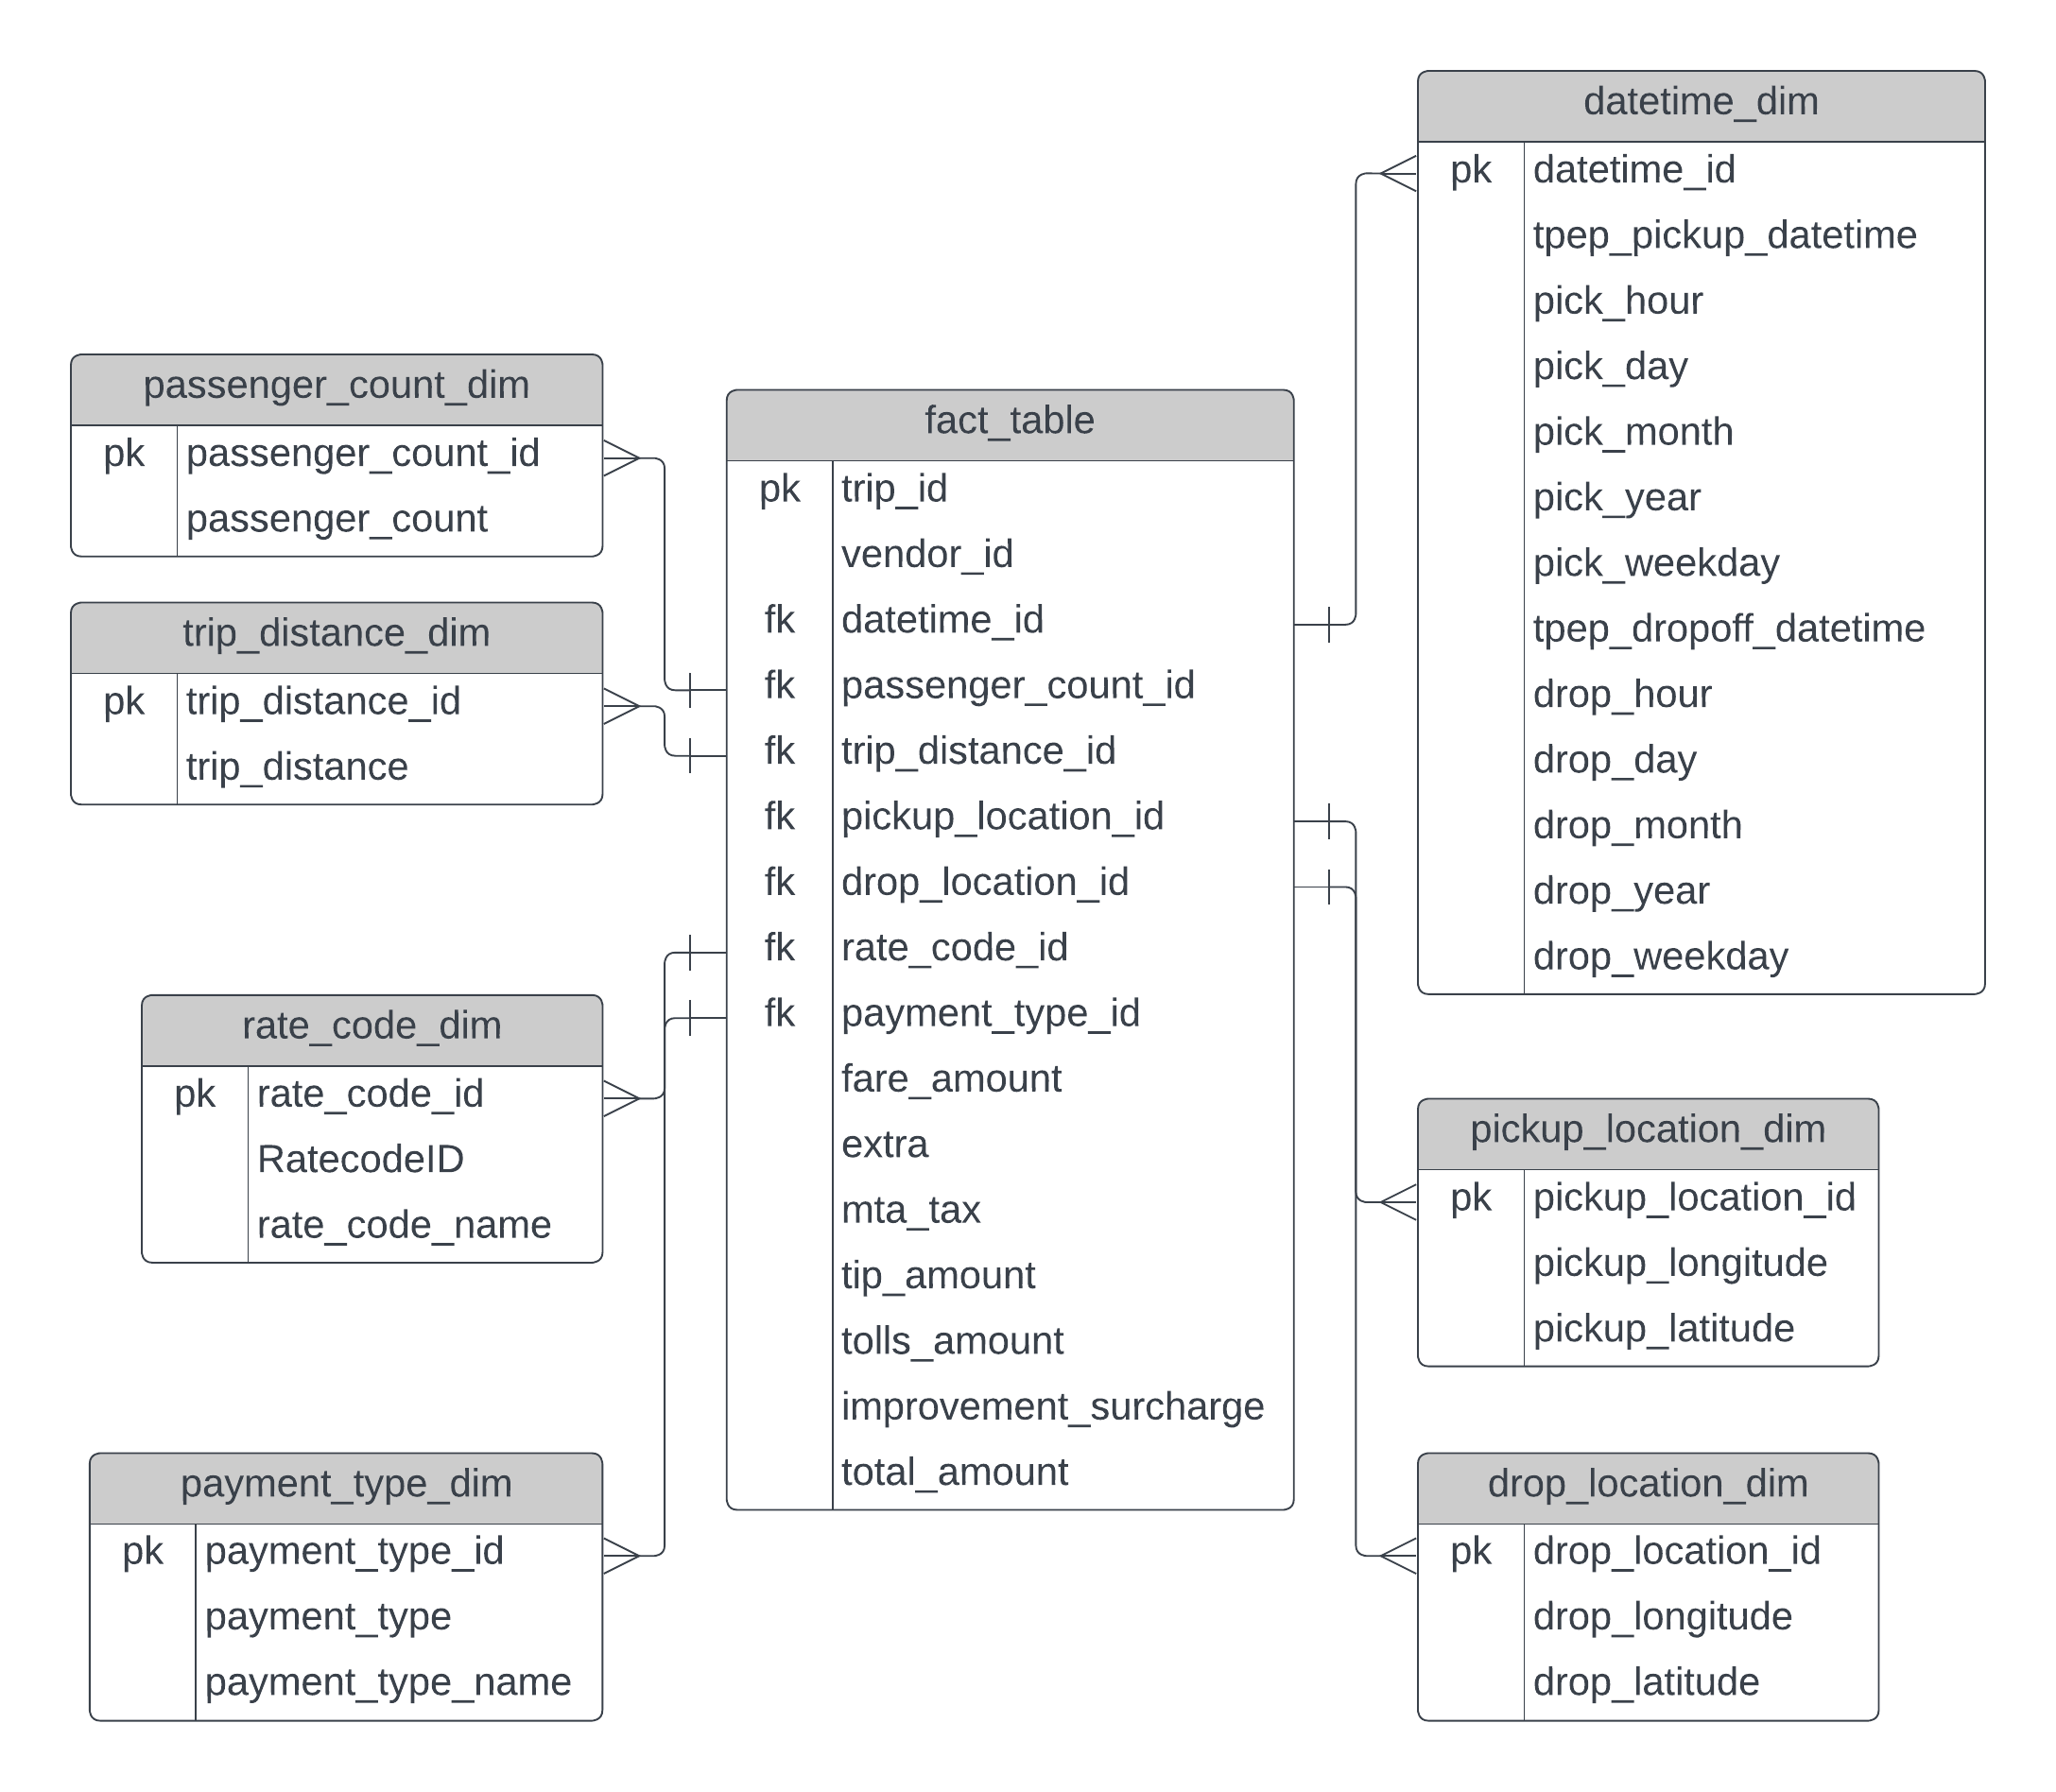 datetime_dim
pk datetime_id
tpep_pickup_datetime
pick_hour
pick_day
pick_month
pick_year
pick_weekday
tpep_dropoff_datetime
drop_hour
drop_day
drop_month
drop_year
drop_weekday
passenger_count_dim
pk passenger_count_id
passenger_count
trip_distance_dim
pk trip_distance_id
trip_distance
fact_table
pk trip_id
vendor_id
fk datetime_id
fk passenger_count_id
fk trip_distance_id
fk pickup_location_id
fk drop_location_id
fk rate_code_id
fk payment_type_id
fare_amount
extra
mta_tax
tip_amount
tolls_amount
improvement_surcharge
total_amount
rate_code_dim
pk rate_code_id
RatecodeID
rate_code_name
pickup_location_dim
pk pickup_location_id
pickup_longitude
pickup_latitude
payment_type_dim
pk payment_type_id
payment_type
payment_type_name
drop_location_dim
pk drop_location_id
drop_longitude
drop_latitude